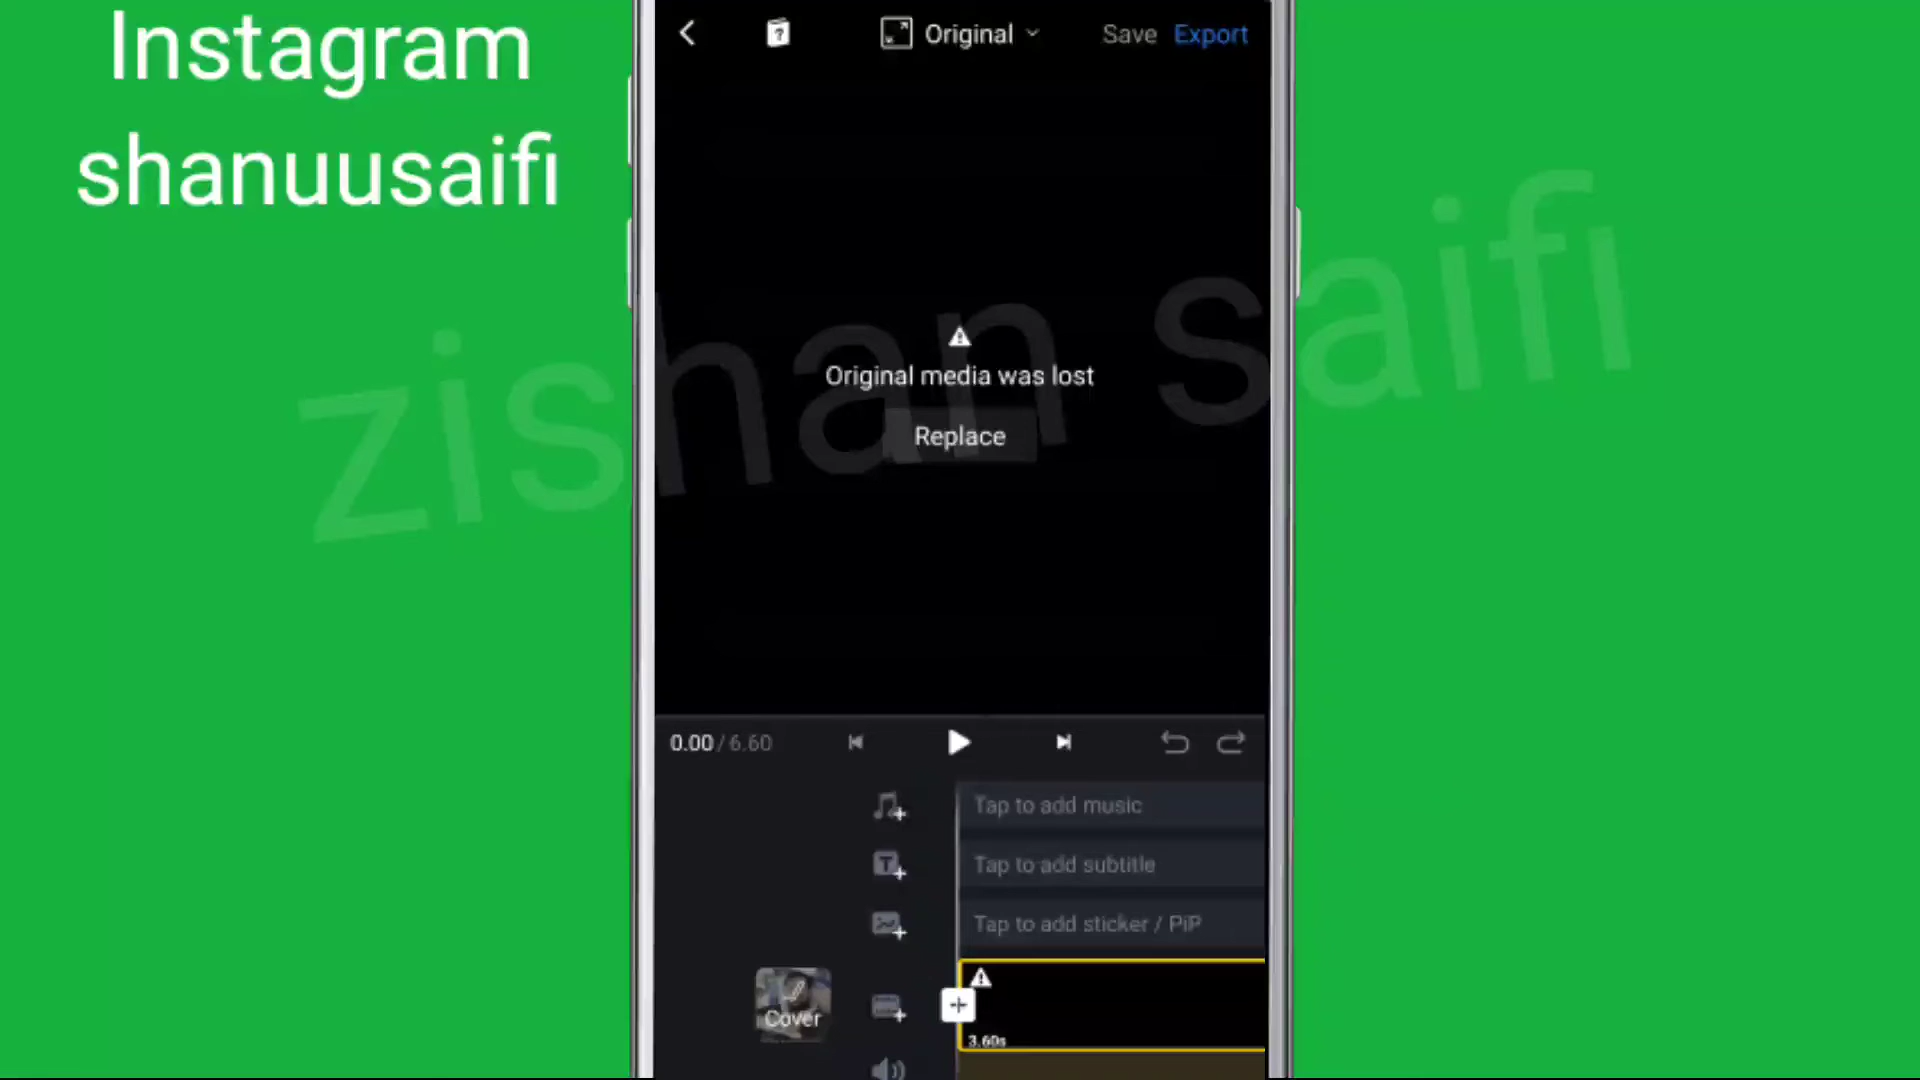 Instagram
shanuusaifi
Original
Save
Export
zishan saifi
Original media was lost
Replace
0.00 / 6.60
Tap to add music
Tap to add subtitle
Tap to add sticker / PiP
Cover
3.60s